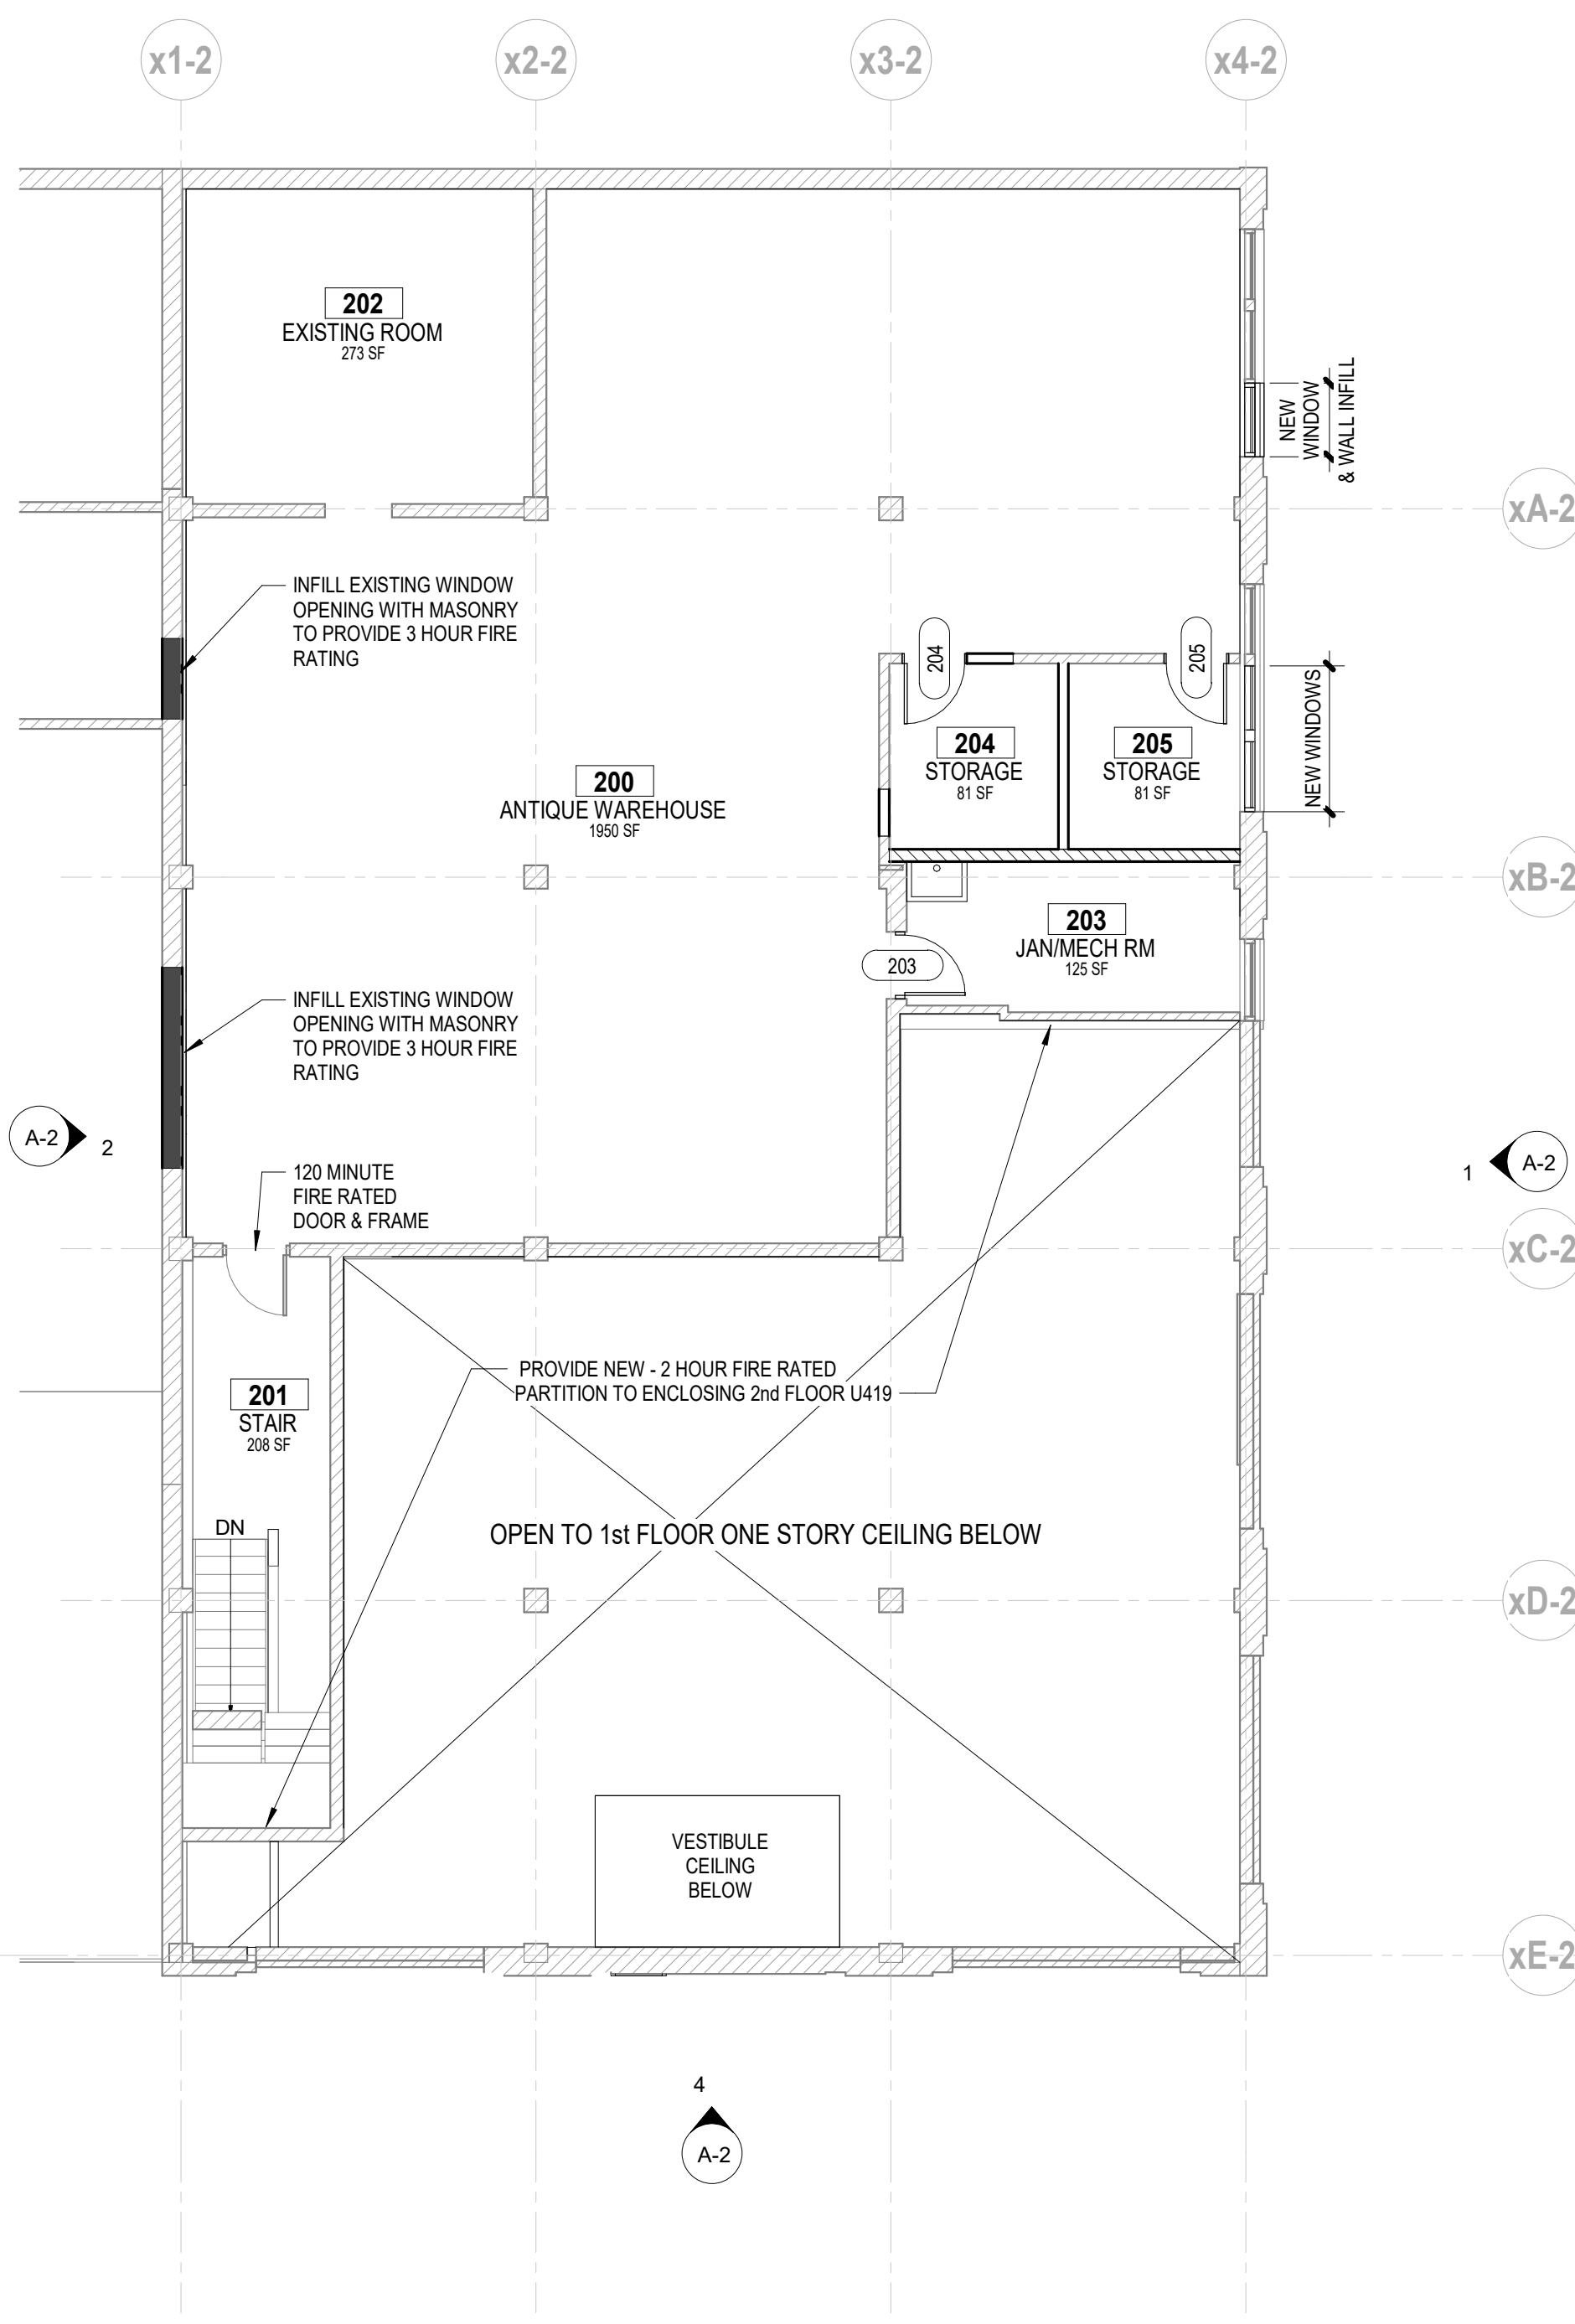 x1-2
x2-2
x3-2
x4-2
202
EXISTING ROOM
273 SF
NEW
WINDOW
& WALL INFILL
xA-2
INFILL EXISTING WINDOW
OPENING WITH MASONRY
TO PROVIDE 3 HOUR FIRE
RATING
204
205
204
STORAGE
81 SF
205
STORAGE
81 SF
NEW WINDOWS
200
ANTIQUE WAREHOUSE
1950 SF
xB-2
203
JAN/MECH RM
125 SF
203
INFILL EXISTING WINDOW
OPENING WITH MASONRY
TO PROVIDE 3 HOUR FIRE
RATING
A-2
2
1
A-2
120 MINUTE
FIRE RATED
DOOR & FRAME
xC-2
PROVIDE NEW - 2 HOUR FIRE RATED
PARTITION TO ENCLOSING 2nd FLOOR U419
201
STAIR
208 SF
DN
OPEN TO 1st FLOOR ONE STORY CEILING BELOW
xD-2
VESTIBULE
CEILING
BELOW
xE-2
4
A-2